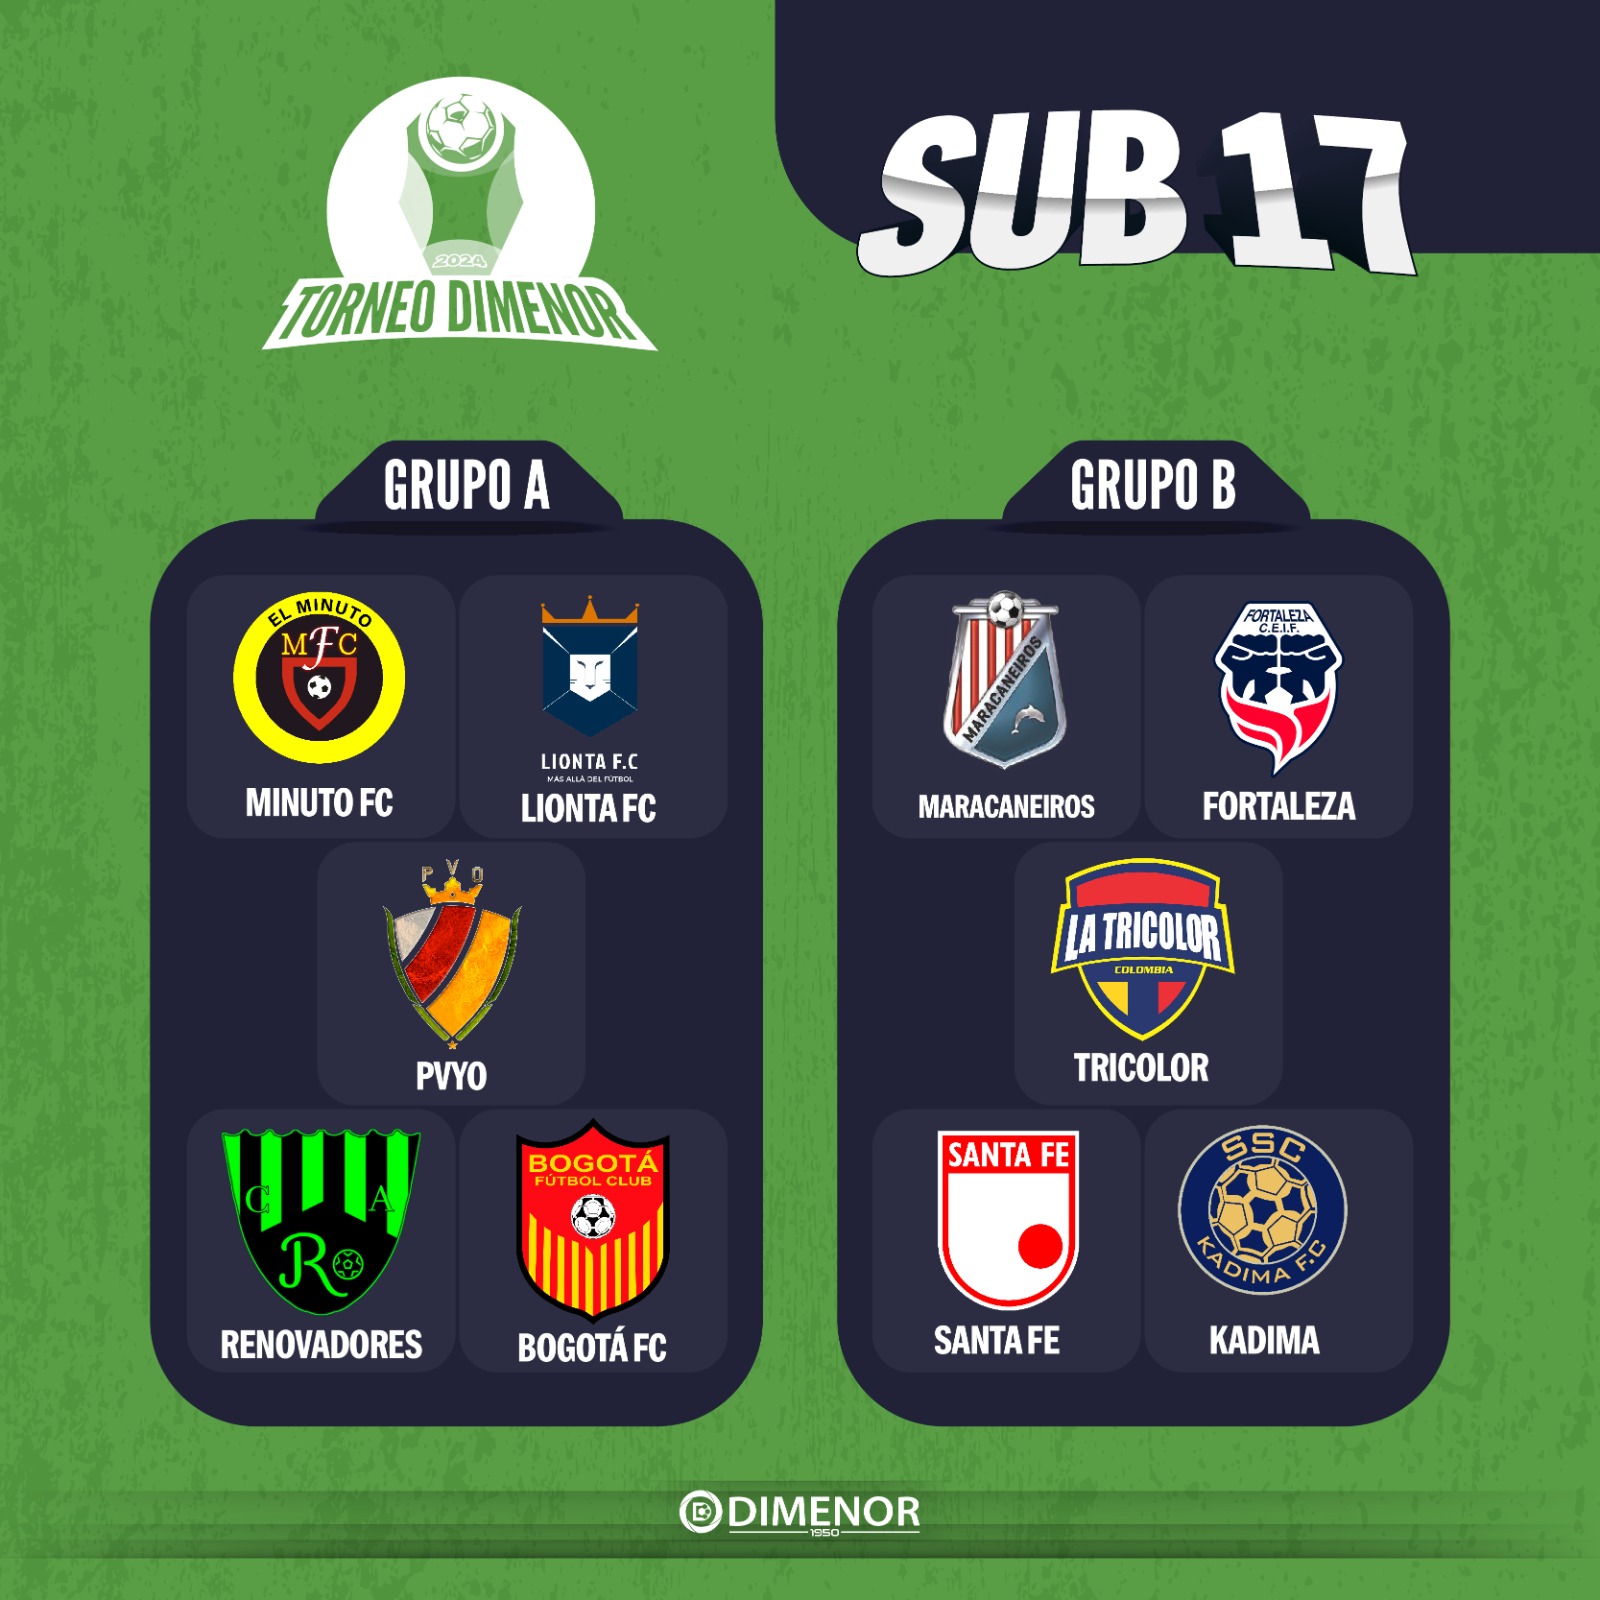 2024
TORNEO DIMENOR
SUB 17
GRUPO A
EL MINUTO
MFC
MINUTO FC
LIONTA F.C
MÁS ALLÁ DEL FÚTBOL
LIONTA FC
P V O
PVYO
C A
R
RENOVADORES
BOGOTÁ
FÚTBOL CLUB
BOGOTÁ FC
GRUPO B
MARACANEIROS
MARACANEIROS
FORTALEZA
C.E.I.F.
FORTALEZA
LA TRICOLOR
COLOMBIA
TRICOLOR
SANTA FE
SANTA FE
SSC
KADIMA F.C
KADIMA
DIMENOR
1950